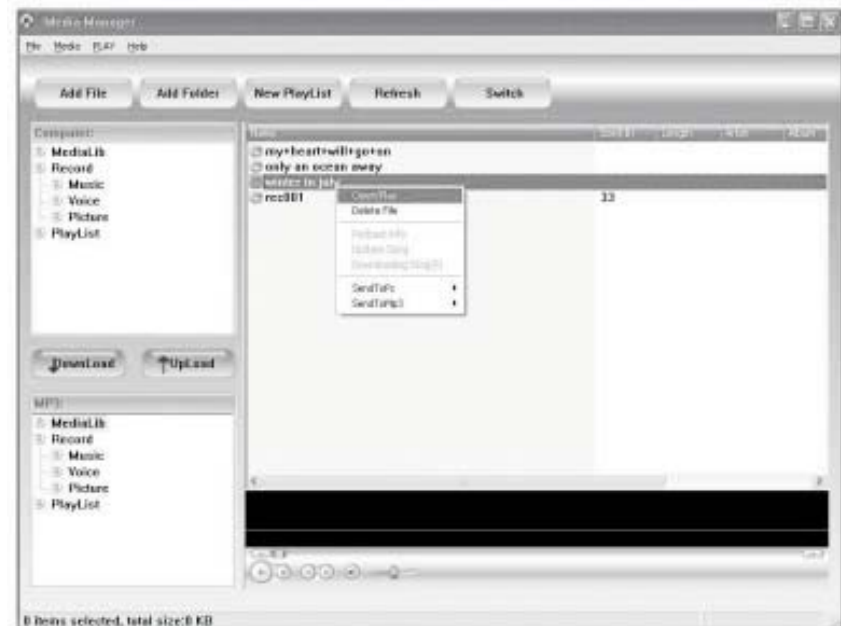 Media Manager
File Media PLAY Help
Add File Add Folder New PlayList Refresh Switch
Computer:
MediaLib
Record
Music
Voice
Picture
PlayList
DownLoad UpLoad
MP3:
MediaLib
Record
Music
Voice
Picture
PlayList
Name Length Artist Album
my+heart+will+go+on
only an ocean away
winter in july
rec001 33
Open/Play
Delete File
SendToPc
SendToMp3
0 items selected, total size:0 KB